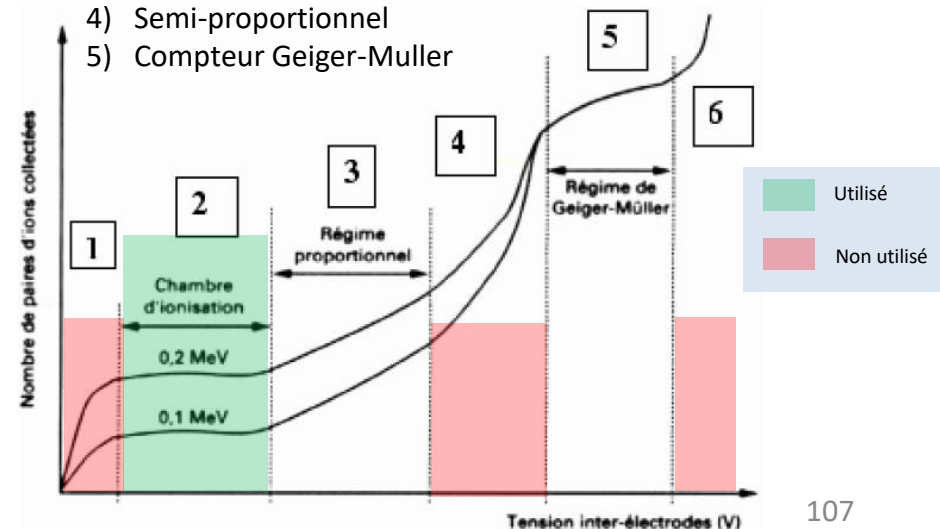 4) Semi-proportionnel
5) Compteur Geiger-Muller
Nombre de paires d'ions collectées
1
2
3
4
5
6
Chambre
d'ionisation
Régime
proportionnel
Régime de
Geiger-Müller
0,2 MeV
0,1 MeV
Tension inter-électrodes (V)
Utilisé
Non utilisé
107